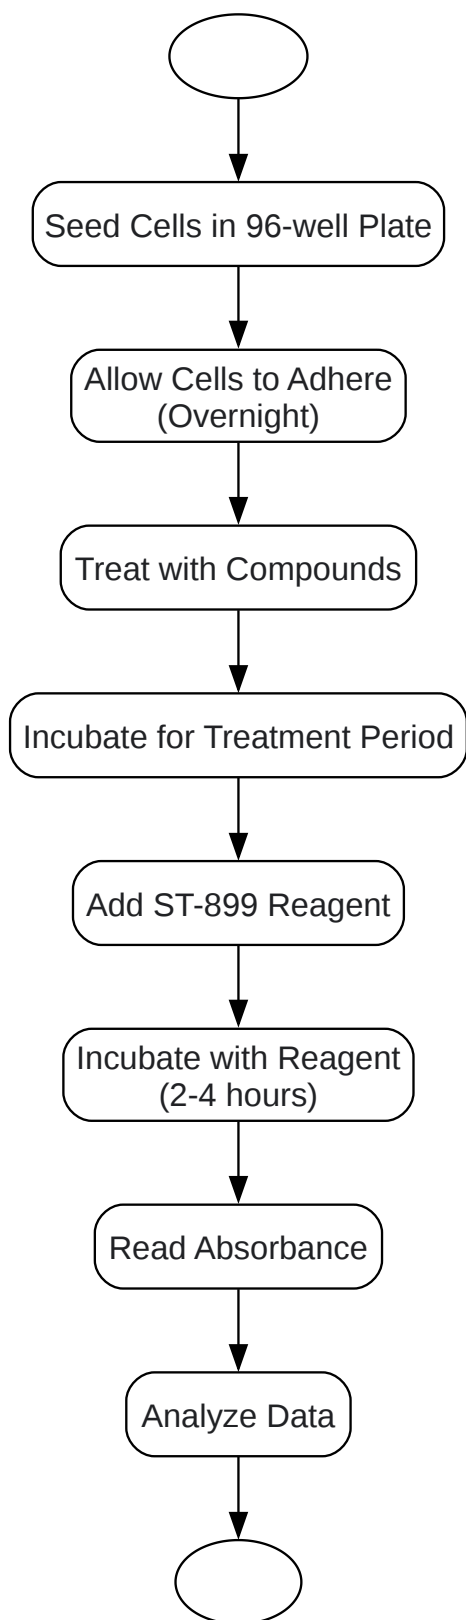 Seed Cells in 96-well Plate
Allow Cells to Adhere
(Overnight)
Treat with Compounds
Incubate for Treatment Period
Add ST-899 Reagent
Incubate with Reagent
(2-4 hours)
Read Absorbance
Analyze Data